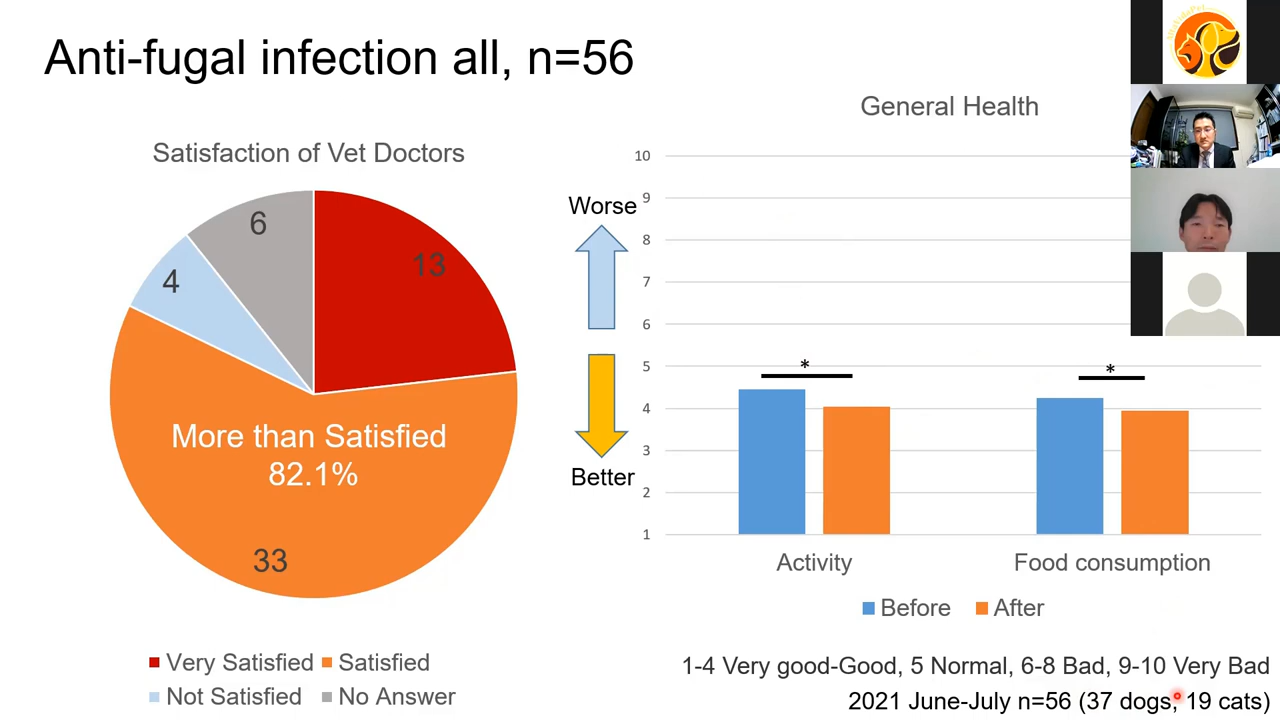 Anti-fugal infection all, n=56
Satisfaction of Vet Doctors
6
13
4
More than Satisfied
82.1%
33
Very Satisfied
Satisfied
Not Satisfied
No Answer
General Health
Worse
Better
10
9
8
7
6
5
4
3
2
1
*
*
Activity
Food consumption
Before
After
1-4 Very good-Good, 5 Normal, 6-8 Bad, 9-10 Very Bad
2021 June-July n=56 (37 dogs, 19 cats)